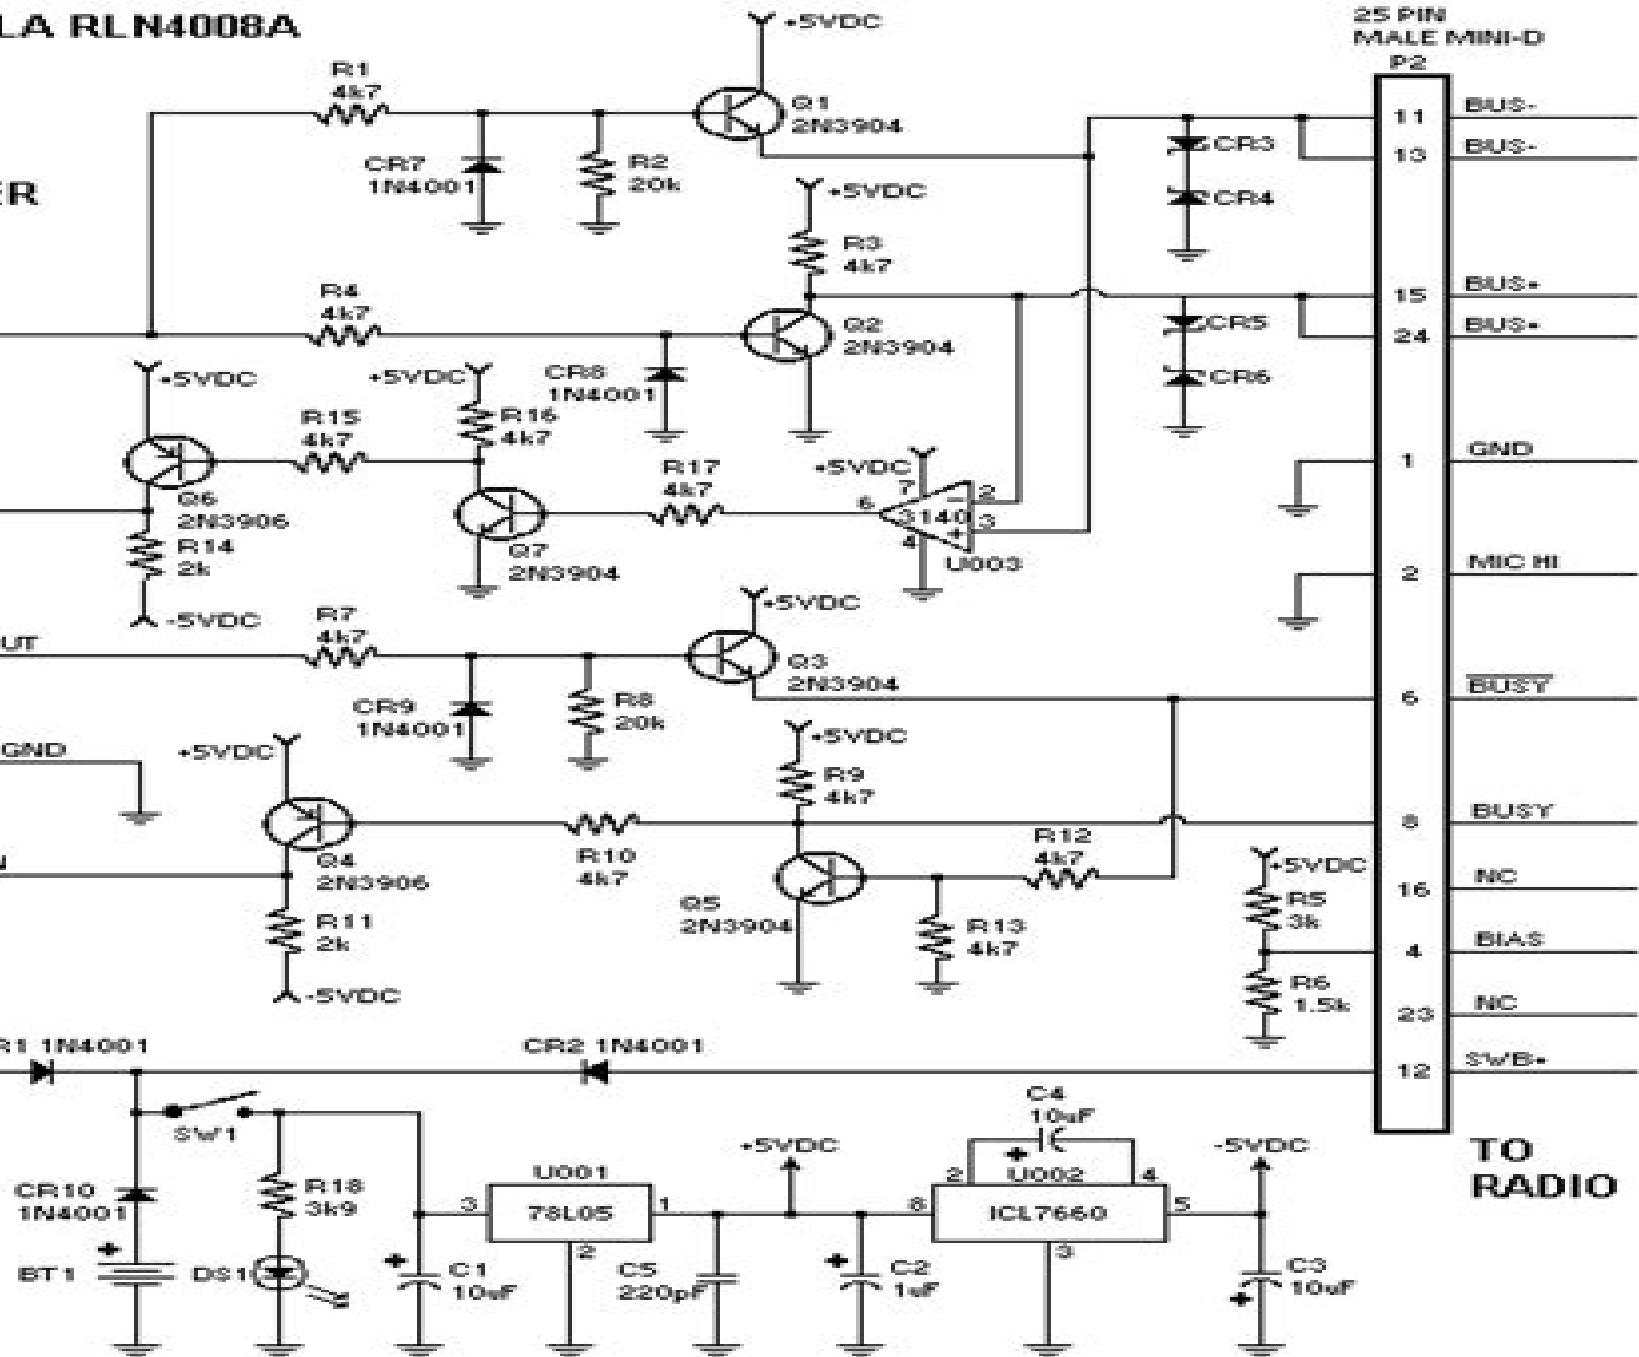 LA RLN4008A
ER
+5VDC
25 PIN
MALE MINI-D
P2
R1
4k7
Q1
2N3904
CR7
1N4001
R2
20k
CR3
CR4
11
BUS-
13
BUS-
+5VDC
R3
4k7
R4
4k7
Q2
2N3904
15
BUS+
24
BUS+
CR5
CR6
+5VDC
+5VDC
CR8
1N4001
R15
4k7
R16
4k7
R17
4k7
+5VDC
7
2
6
3140
-
+
3
4
U003
1
GND
Q6
2N3906
R14
2k
-5VDC
Q7
2N3904
2
MIC HI
UT
R7
4k7
+5VDC
Q3
2N3904
6
BUSY
CR9
1N4001
R8
20k
GND
+5VDC
+5VDC
R9
4k7
8
BUSY
Q4
2N3906
R10
4k7
R12
4k7
N
R11
2k
-5VDC
Q5
2N3904
R13
4k7
+5VDC
R5
3k
16
NC
4
BIAS
R6
1.5k
23
NC
R1 1N4001
CR2 1N4001
12
SWB+
SW1
C4
10uF
+
+5VDC
-5VDC
TO
RADIO
CR10
1N4001
+
BT1
R18
3k9
DS1
+
C1
10uF
U001
3
78L05
1
2
C5
220pF
+
C2
1uF
2
U002
4
8
ICL7660
5
3
C3
10uF
+